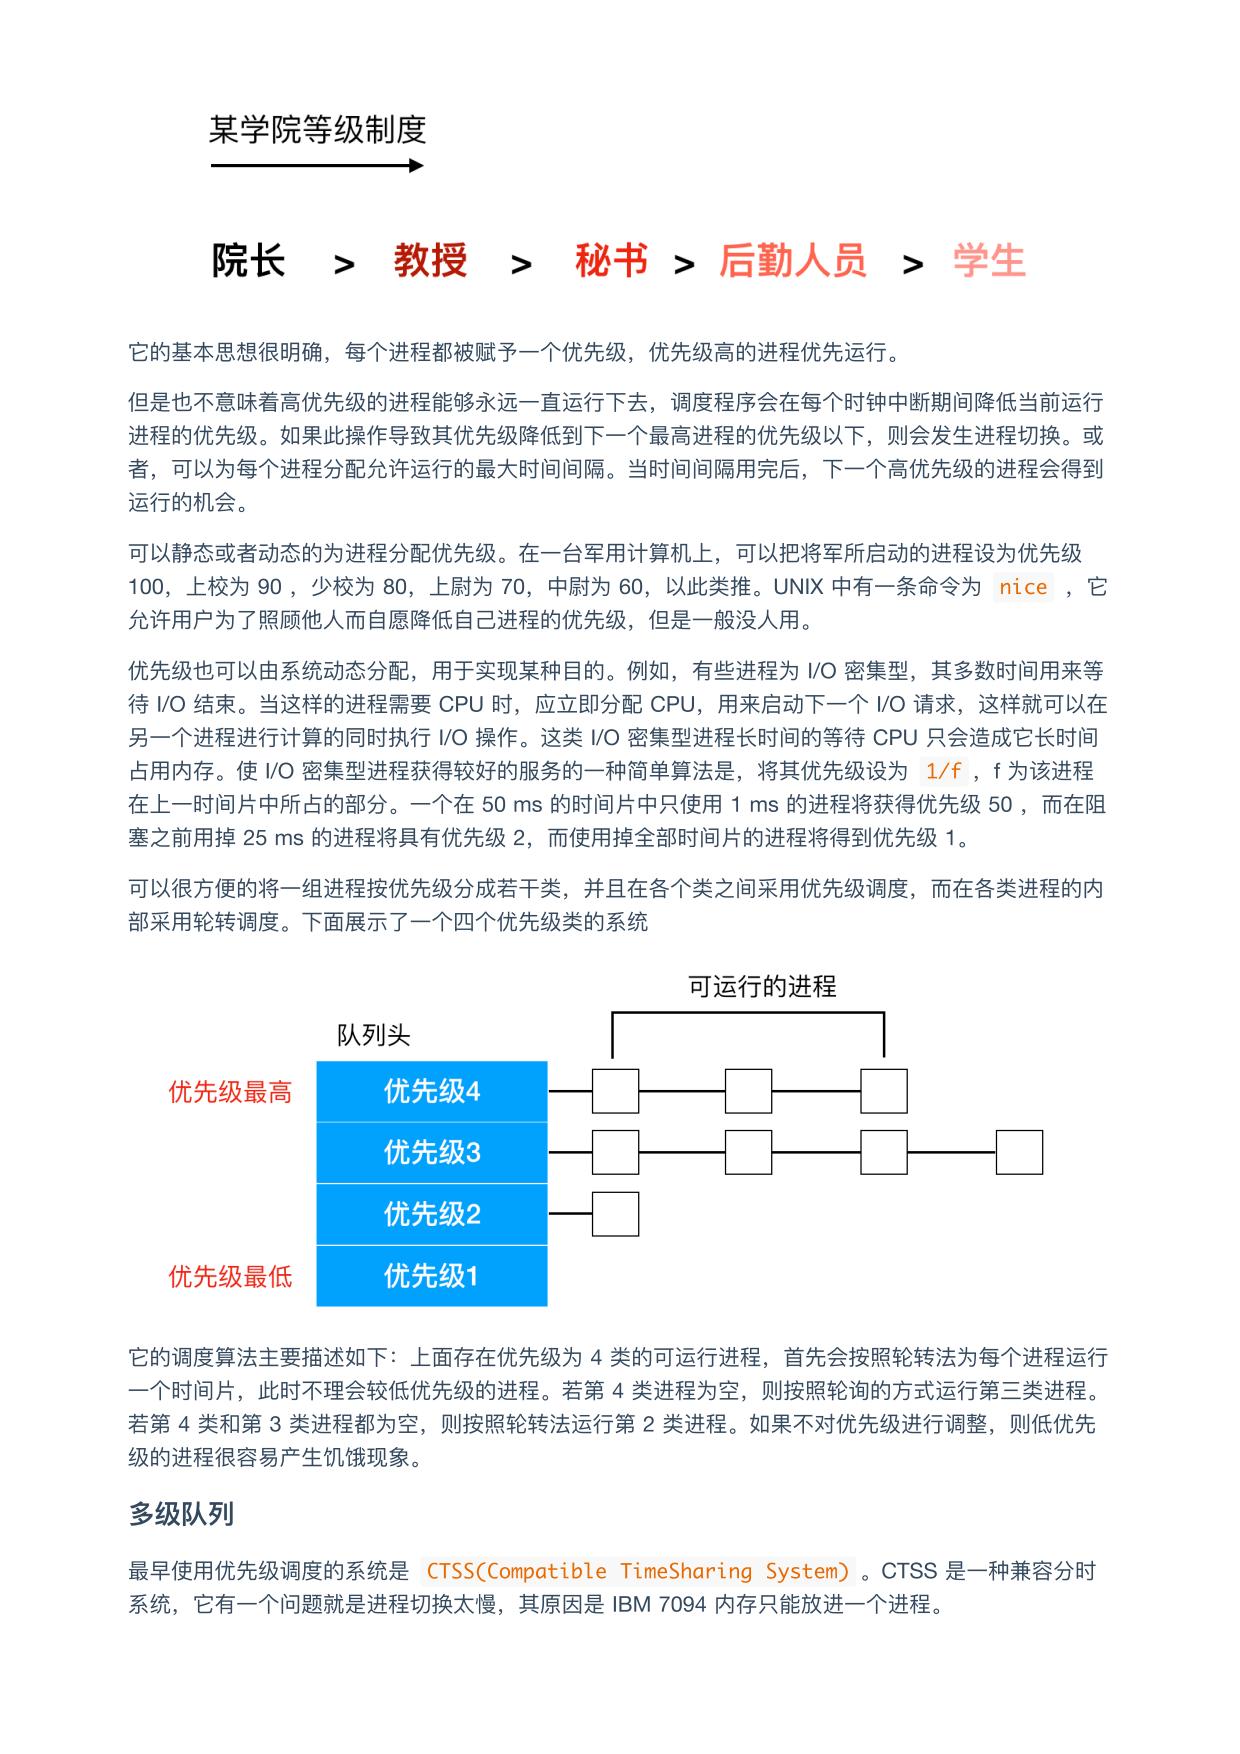 某学院等级制度
院长 > 教授 > 秘书 > 后勤人员 > 学生
它的基本思想很明确，每个进程都被赋予一个优先级，优先级高的进程优先运行。
但是也不意味着高优先级的进程能够永远一直运行下去，调度程序会在每个时钟中断期间降低当前运行
进程的优先级。如果此操作导致其优先级降低到下一个最高进程的优先级以下，则会发生进程切换。或
者，可以为每个进程分配允许运行的最大时间间隔。当时间间隔用完后，下一个高优先级的进程会得到
运行的机会。
可以静态或者动态的为进程分配优先级。在一台军用计算机上，可以把将军所启动的进程设为优先级
100，上校为 90 ，少校为 80，上尉为 70，中尉为 60，以此类推。UNIX 中有一条命令为 nice ，它
允许用户为了照顾他人而自愿降低自己进程的优先级，但是一般没人用。
优先级也可以由系统动态分配，用于实现某种目的。例如，有些进程为 I/O 密集型，其多数时间用来等
待 I/O 结束。当这样的进程需要 CPU 时，应立即分配 CPU，用来启动下一个 I/O 请求，这样就可以在
另一个进程进行计算的同时执行 I/O 操作。这类 I/O 密集型进程长时间的等待 CPU 只会造成它长时间
占用内存。使 I/O 密集型进程获得较好的服务的一种简单算法是，将其优先级设为 1/f ，f 为该进程
在上一时间片中所占的部分。一个在 50 ms 的时间片中只使用 1 ms 的进程将获得优先级 50 ，而在阻
塞之前用掉 25 ms 的进程将具有优先级 2，而使用掉全部时间片的进程将得到优先级 1。
可以很方便的将一组进程按优先级分成若干类，并且在各个类之间采用优先级调度，而在各类进程的内
部采用轮转调度。下面展示了一个四个优先级类的系统
可运行的进程
队列头
优先级最高 优先级4
优先级3
优先级2
优先级最低 优先级1
它的调度算法主要描述如下：上面存在优先级为 4 类的可运行进程，首先会按照轮转法为每个进程运行
一个时间片，此时不理会较低优先级的进程。若第 4 类进程为空，则按照轮询的方式运行第三类进程。
若第 4 类和第 3 类进程都为空，则按照轮转法运行第 2 类进程。如果不对优先级进行调整，则低优先
级的进程很容易产生饥饿现象。
多级队列
最早使用优先级调度的系统是 CTSS(Compatible TimeSharing System) 。CTSS 是一种兼容分时
系统，它有一个问题就是进程切换太慢，其原因是 IBM 7094 内存只能放进一个进程。